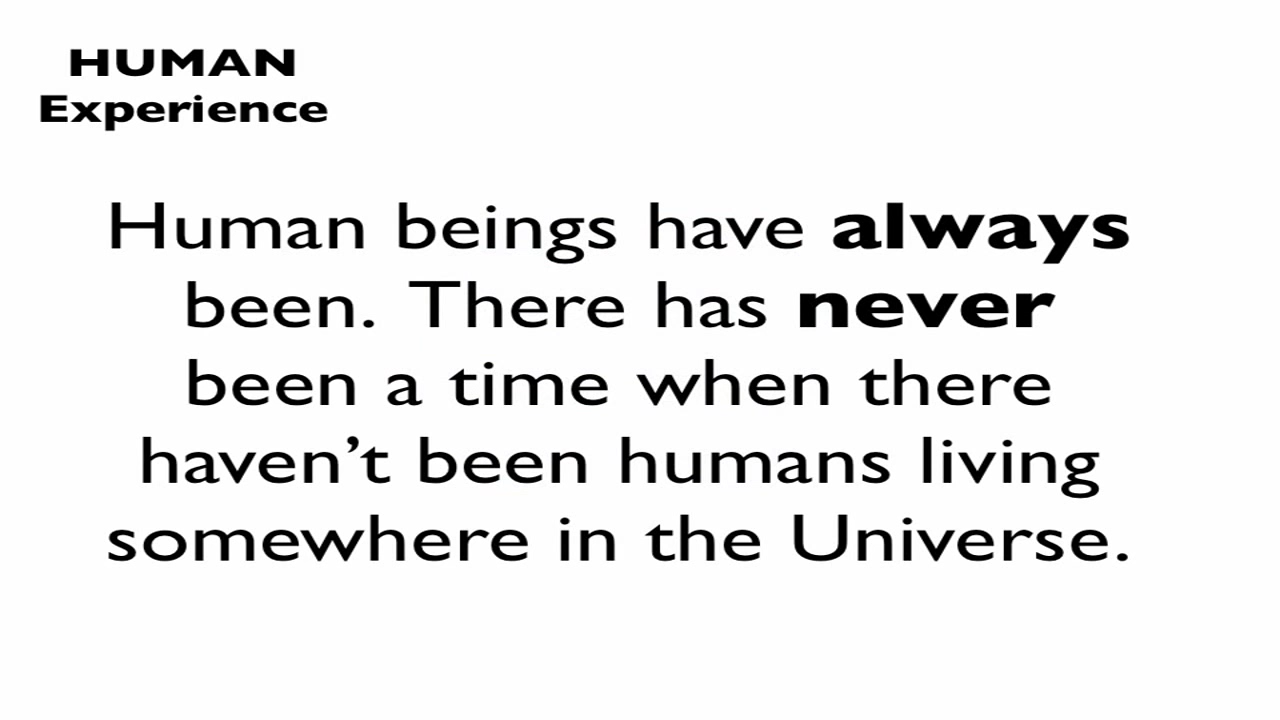 HUMAN
Experience
Human beings have always
been. There has never
been a time when there
haven’t been humans living
somewhere in the Universe.